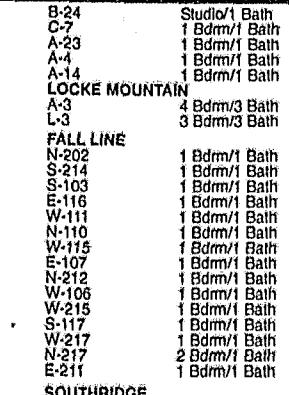 B-24 Studio/1 Bath
C-7 1 Bdrm/1 Bath
A-23 1 Bdrm/1 Bath
A-4 1 Bdrm/1 Bath
A-14 1 Bdrm/1 Bath
LOCKE MOUNTAIN
A-3 4 Bdrm/3 Bath
L-3 3 Bdrm/3 Bath
FALL LINE
N-202 1 Bdrm/1 Bath
S-214 1 Bdrm/1 Bath
S-103 1 Bdrm/1 Bath
E-116 1 Bdrm/1 Bath
W-111 1 Bdrm/1 Bath
N-110 1 Bdrm/1 Bath
W-115 1 Bdrm/1 Bath
E-107 1 Bdrm/1 Bath
N-212 1 Bdrm/1 Bath
W-106 1 Bdrm/1 Bath
W-215 1 Bdrm/1 Bath
S-117 1 Bdrm/1 Bath
W-217 1 Bdrm/1 Bath
N-217 2 Bdrm/1 Bath
E-211 1 Bdrm/1 Bath
SOUTHRIDGE